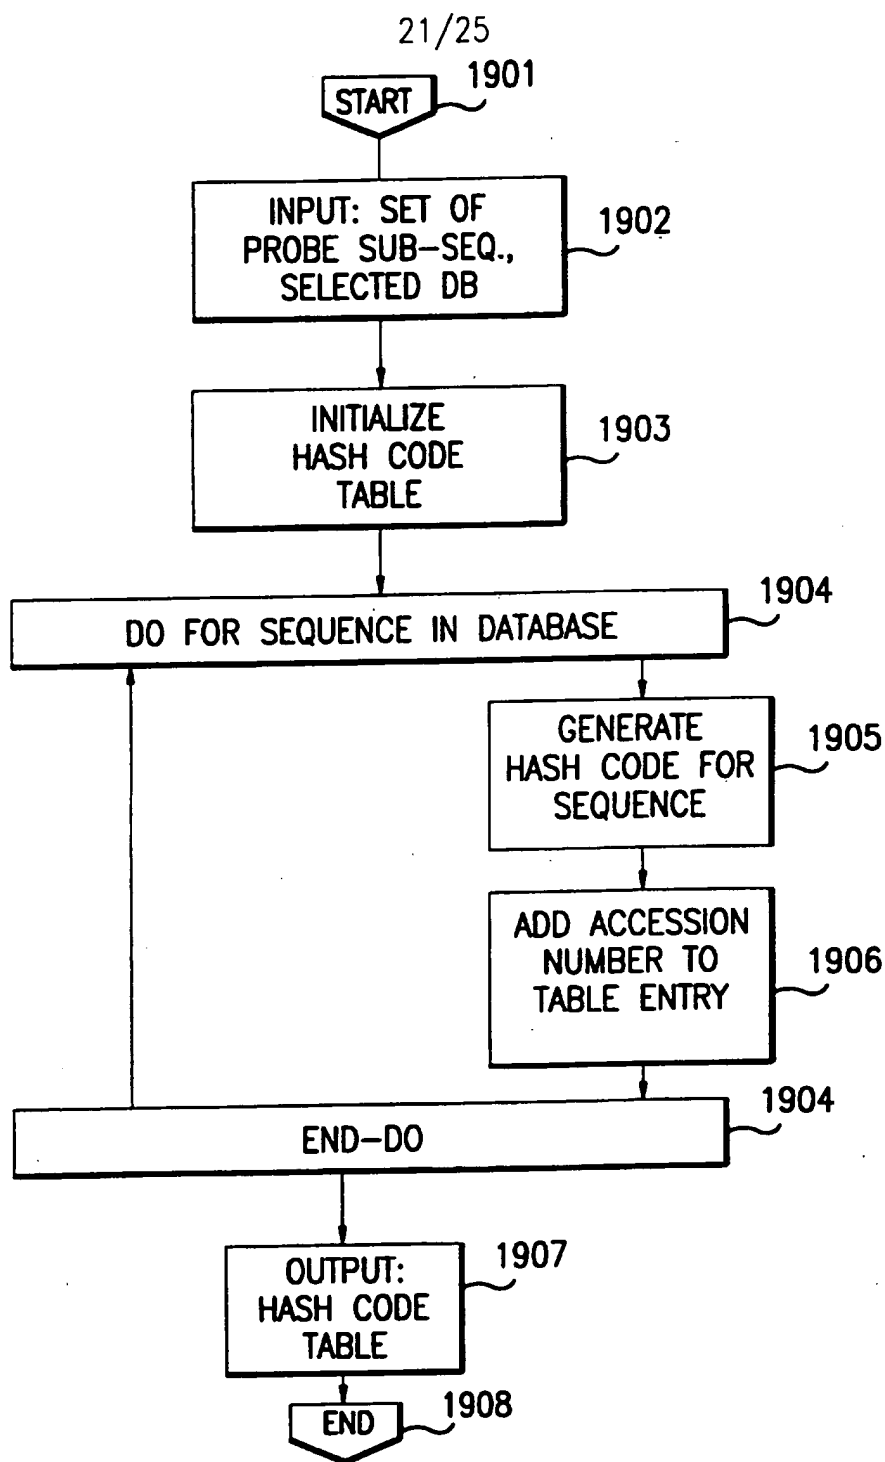 21/25
START
1901
INPUT: SET OF
PROBE SUB-SEQ.,
SELECTED DB
1902
INITIALIZE
HASH CODE
TABLE
1903
DO FOR SEQUENCE IN DATABASE
1904
GENERATE
HASH CODE FOR
SEQUENCE
1905
ADD ACCESSION
NUMBER TO
TABLE ENTRY
1906
END-DO
1904
OUTPUT:
HASH CODE
TABLE
1907
END
1908